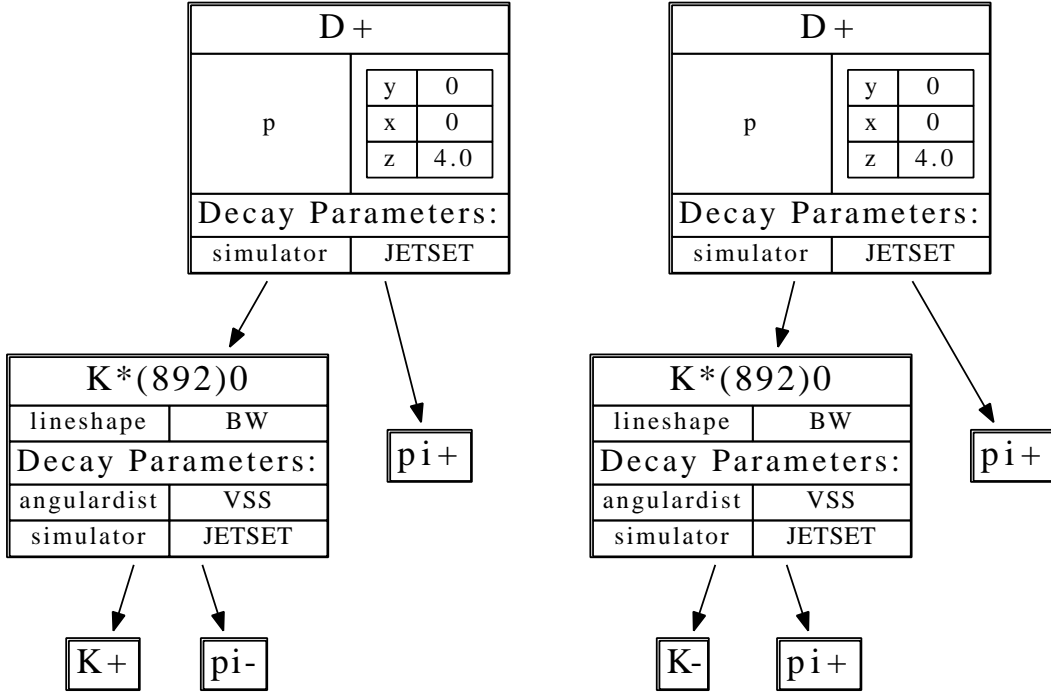 D+
p
y 0
x 0
z 4.0
Decay Parameters:
simulator JETSET
K*(892)0
lineshape BW
Decay Parameters:
angulardist VSS
simulator JETSET
pi+
K+
pi-
D+
p
y 0
x 0
z 4.0
Decay Parameters:
simulator JETSET
K*(892)0
lineshape BW
Decay Parameters:
angulardist VSS
simulator JETSET
pi+
K-
pi+